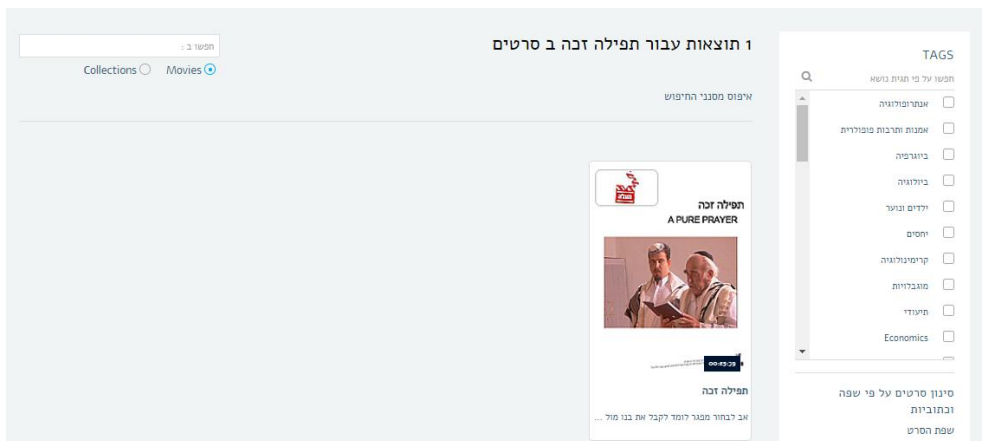 TAGS
חפשו על פי תגית נושא
אנתרופולוגיה
אמנות ותרבות פופולרית
ביוגרפיה
ביולוגיה
ילדים ונוער
יחסים
קרימינולוגיה
מוגבלויות
תיעודי
Economics
סינון סרטים על פי שפה
וכתוביות
שפת הסרט
1 תוצאות עבור תפילה זכה ב סרטים
איפוס מסנני החיפוש
חפשו ב :
Movies
Collections
תפילה זכה
A PURE PRAYER
תפילה זכה
אב לבחור מפגר לומד לקבל את בנו מול ...